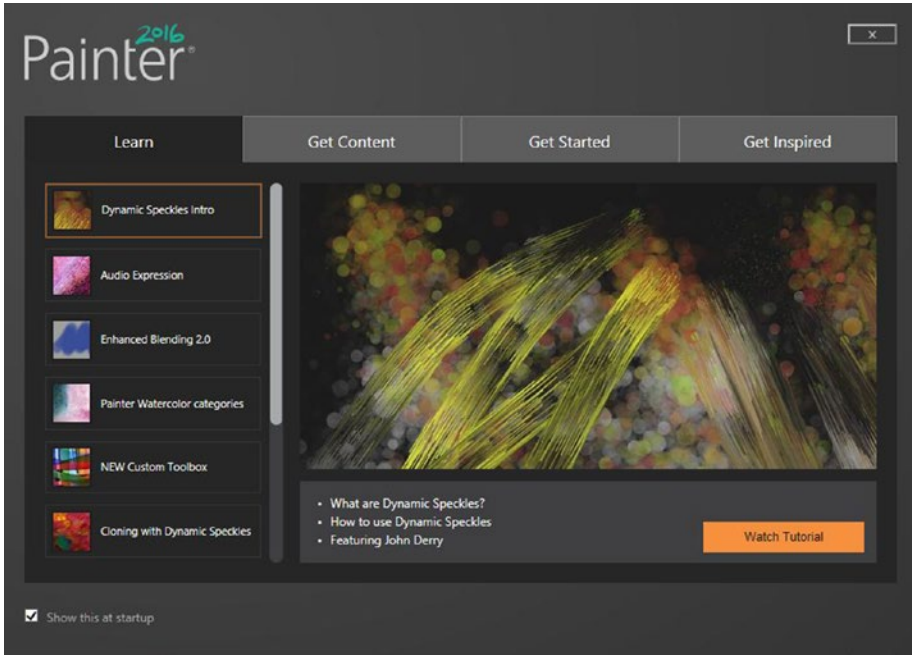 Painter® 2016
x
Learn
Get Content
Get Started
Get Inspired
Dynamic Speckles Intro
Audio Expression
Enhanced Blending 2.0
Painter Watercolor categories
NEW Custom Toolbox
Cloning with Dynamic Speckles
• What are Dynamic Speckles?
• How to use Dynamic Speckles
• Featuring John Derry
Watch Tutorial
Show this at startup